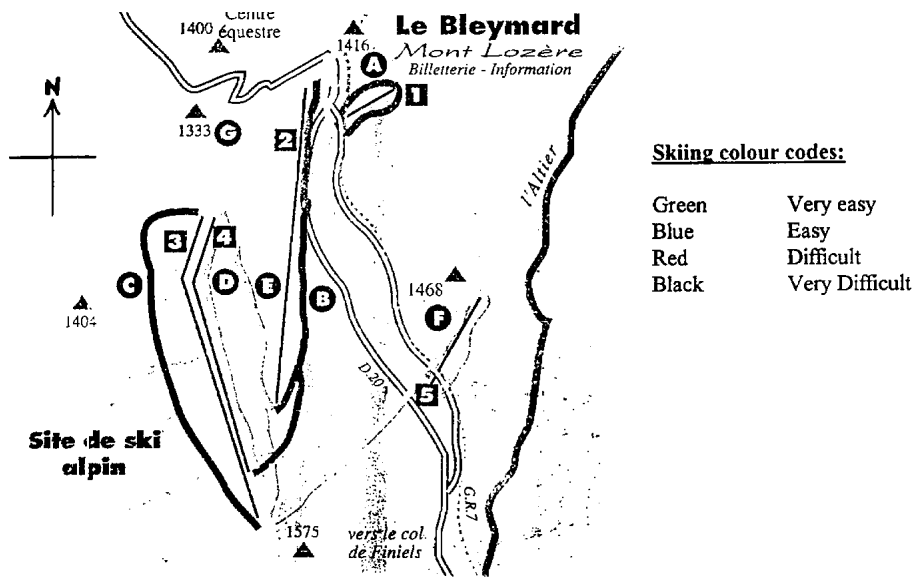 Centre
équestre
1400
1416
Le Bleymard
Mont Lozère
Billetterie - Information
A
1
N
1333
G
2
l'Altier
Skiing colour codes:
Green Very easy
Blue Easy
Red Difficult
Black Very Difficult
3
4
C
D
E
B
1404
1468
F
D.20
5
Site de ski
alpin
G.R.7
1575
vers le col
de Finiels